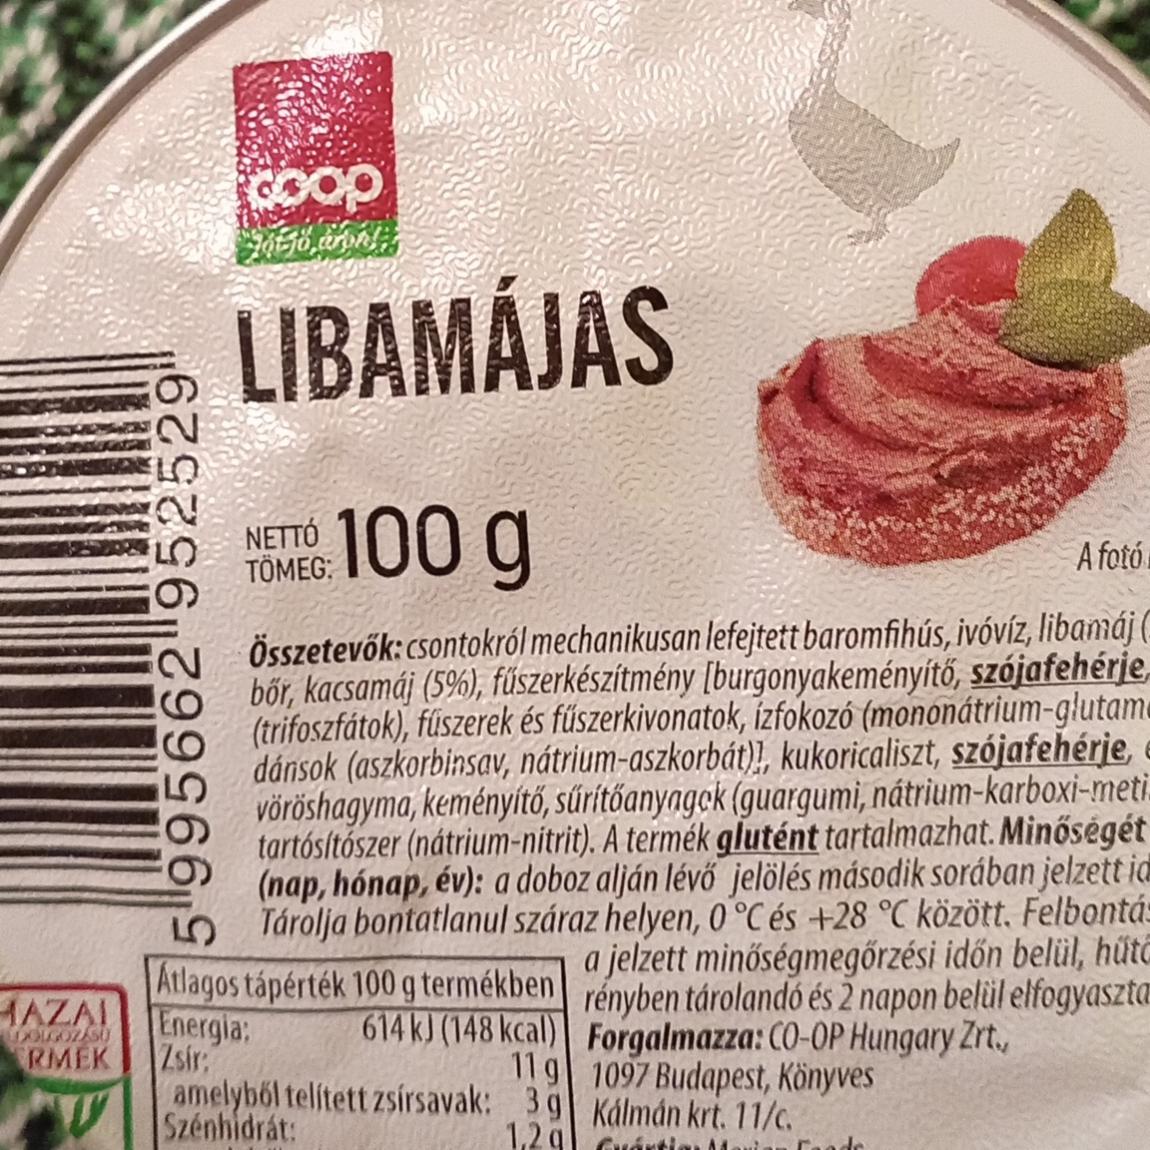 coop
Jót jó áron!
LIBAMÁJAS
NETTÓ
TÖMEG: 100 g
A fotó
5 995662 952529
Összetevők: csontokról mechanikusan lefejtett baromfihús, ivóvíz, libamáj (
bőr, kacsamáj (5%), fűszerkészítmény [burgonyakeményítő, szójafehérje,
(trifoszfátok), fűszerek és fűszerkivonatok, ízfokozó (mononátrium-glutam
dánsok (aszkorbinsav, nátrium-aszkorbát)], kukoricaliszt, szójafehérje,
vöröshagyma, keményítő, sűrítőanyagok (guargumi, nátrium-karboxi-meti
tartósítószer (nátrium-nitrit). A termék glutént tartalmazhat. Minőségét
(nap, hónap, év): a doboz alján lévő jelölés második sorában jelzett id
Tárolja bontatlanul száraz helyen, 0 °C és +28 °C között. Felbontás
a jelzett minőségmegőrzési időn belül, hűtő
rényben tárolandó és 2 napon belül elfogyaszta
Forgalmazza: CO-OP Hungary Zrt.,
1097 Budapest, Könyves
Kálmán krt. 11/c.
Átlagos tápérték 100 g termékben
Energia: 614 kJ (148 kcal)
Zsír: 11 g
amelyből telített zsírsavak: 3 g
Szénhidrát: 1,2 g
HAZAI
FELDOLGOZÁSÚ
TERMÉK